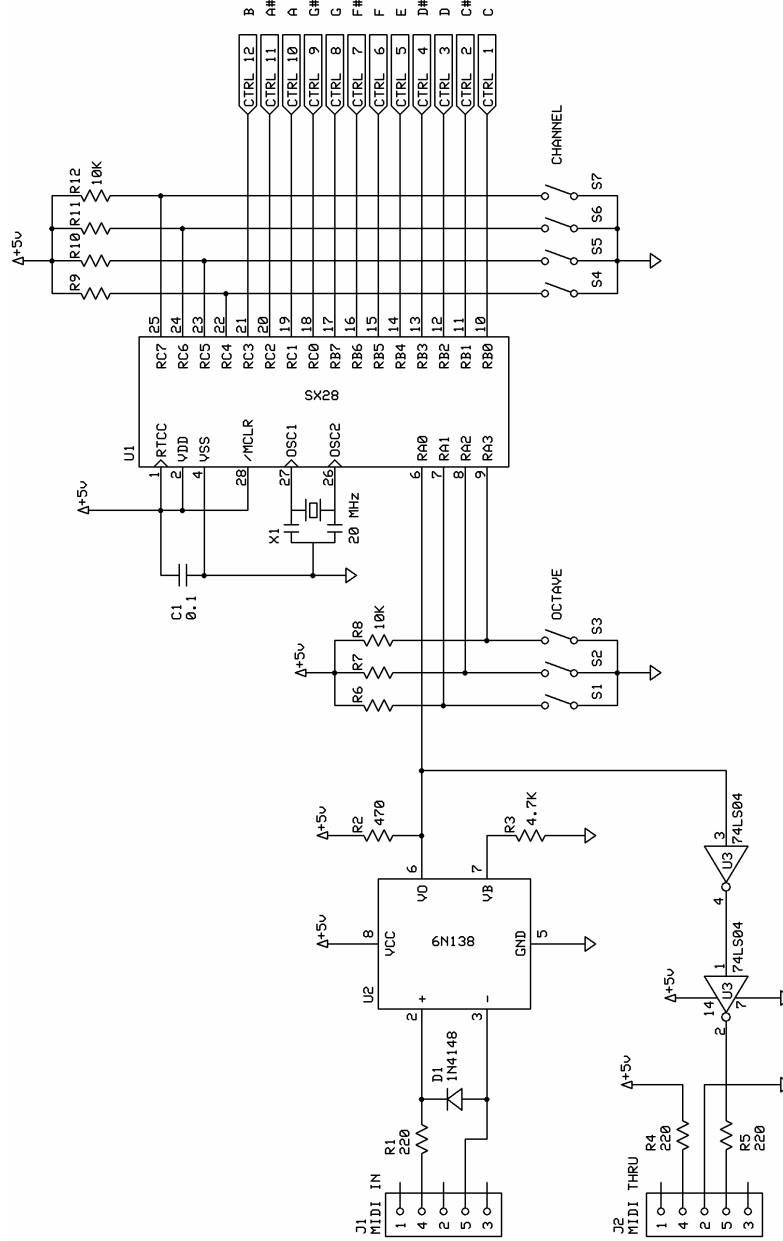 B A# A G# G F# F E D# D C# C
CTRL 12
CTRL 11
CTRL 10
CTRL 9
CTRL 8
CTRL 7
CTRL 6
CTRL 5
CTRL 4
CTRL 3
CTRL 2
CTRL 1
CHANNEL
+5v
R9 R10 R11 R12
10K
S4 S5 S6 S7
25 24 23 22 21 20 19 18 17 16 15 14 13 12 11 10
RC7 RC6 RC5 RC4 RC3 RC2 RC1 RC0 RB7 RB6 RB5 RB4 RB3 RB2 RB1 RB0
SX28
U1
RTCC VDD VSS /MCLR OSC1 OSC2 RA0 RA1 RA2 RA3
1 2 4 28 27 26 6 7 8 9
+5v
X1
20 MHz
C1
0.1
OCTAVE
+5v
R6 R7 R8
10K
S1 S2 S3
+5v
R2
470
R3
4.7K
6 7
VO VB
+5v
8
VCC
6N138
GND
5
U2
+ -
2 3
D1
1N4148
R1
220
J1
MIDI IN
1 4 2 5 3
3
74LS04
U3
4
1
74LS04
U3
+5v
14
7
2
+5v
R4
220
R5
220
J2
MIDI THRU
1 4 2 5 3